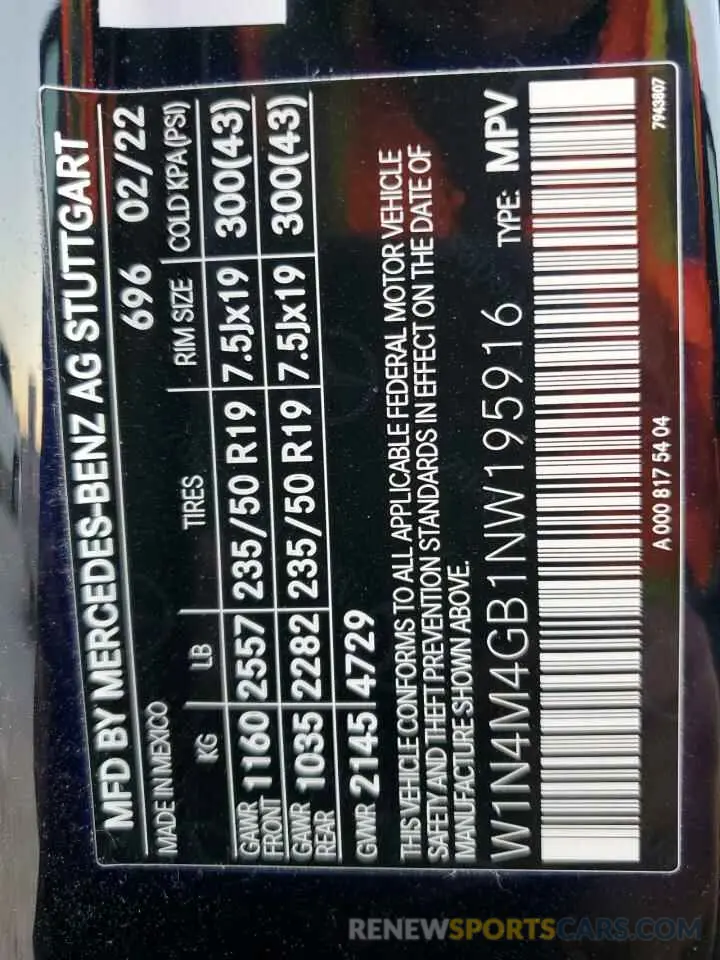 MFD BY MERCEDES-BENZ AG STUTTGART
MADE IN MEXICO 696 02/22
KG LB TIRES RIM SIZE COLD KPA(PSI)
GAWR FRONT 1160 2557 235/50 R19 7.5Jx19 300(43)
GAWR REAR 1035 2282 235/50 R19 7.5Jx19 300(43)
GVWR 2145 4729
THIS VEHICLE CONFORMS TO ALL APPLICABLE FEDERAL MOTOR VEHICLE
SAFETY AND THEFT PREVENTION STANDARDS IN EFFECT ON THE DATE OF
MANUFACTURE SHOWN ABOVE.
W1N4M4GB1NW195916 TYPE: MPV
A 000 817 54 04 7943807
RENEWSPORTSCARS.COM